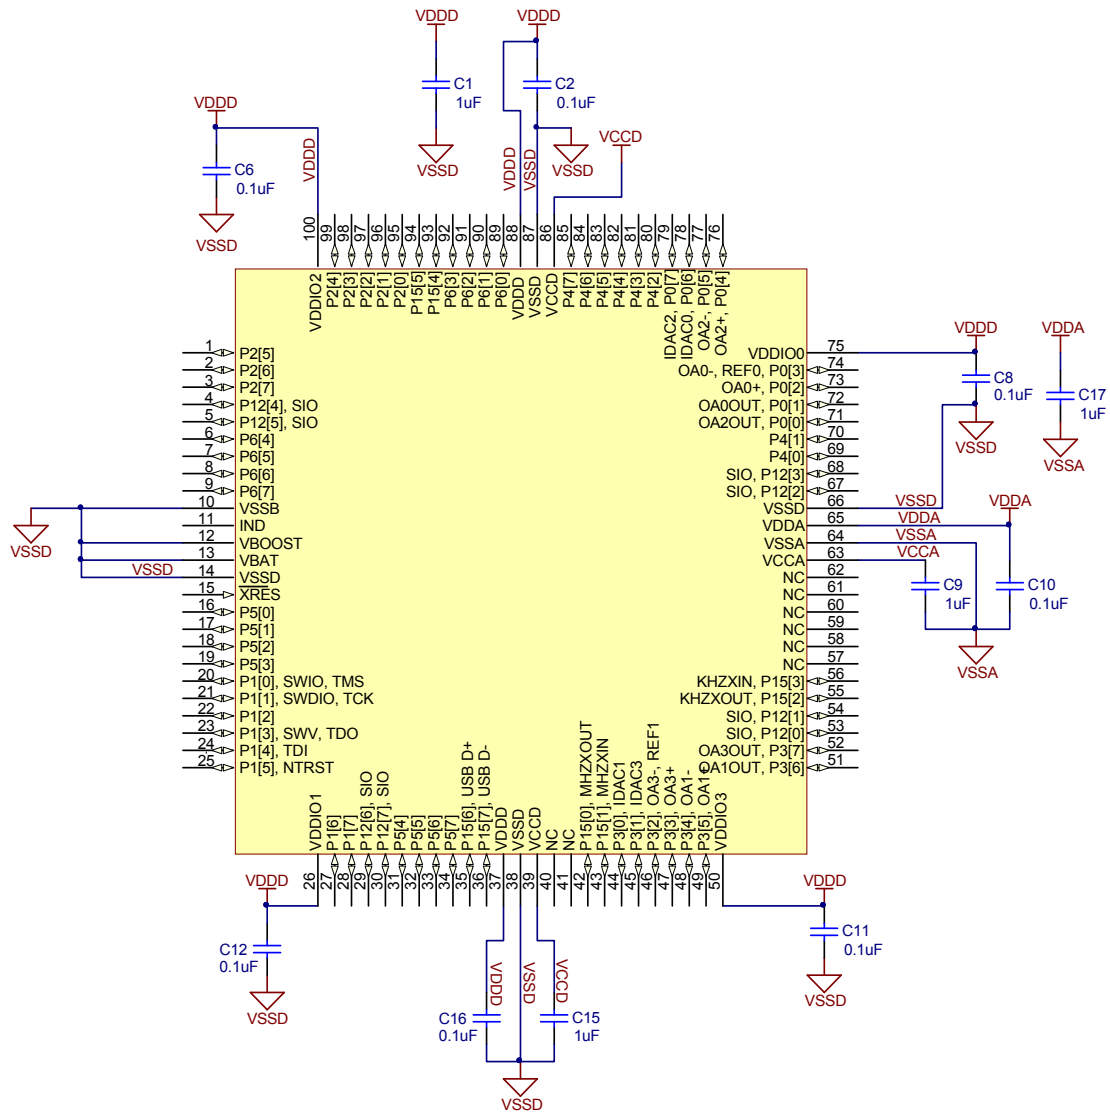 VDDD
VDDD
C1
1uF
C2
0.1uF
VDDD
VCCD
VDDD
VDDD
VSSD
VSSD
VSSD
C6
0.1uF
VSSD
100
99
98
97
96
95
94
93
92
91
90
89
88
87
86
85
84
83
82
81
80
79
78
77
76
VDDIO2
P2[4]
P2[3]
P2[2]
P2[1]
P2[0]
P15[5]
P15[4]
P6[3]
P6[2]
P6[1]
P6[0]
VDDD
VSSD
VCCD
P4[7]
P4[6]
P4[5]
P4[4]
P4[3]
P4[2]
IDAC2, P0[7]
IDAC0, P0[6]
OA2-, P0[5]
OA2+, P0[4]
1 P2[5]
2 P2[6]
3 P2[7]
4 P12[4], SIO
5 P12[5], SIO
6 P6[4]
7 P6[5]
8 P6[6]
9 P6[7]
10 VSSB
11 IND
12 VBOOST
13 VBAT
VSSD 14 VSSD
15 XRES
16 P5[0]
17 P5[1]
18 P5[2]
19 P5[3]
20 P1[0], SWIO, TMS
21 P1[1], SWDIO, TCK
22 P1[2]
23 P1[3], SWV, TDO
24 P1[4], TDI
25 P1[5], NTRST
VSSD
VDDIO0 75
OA0-, REF0, P0[3] 74
OA0+, P0[2] 73
OA0OUT, P0[1] 72
OA2OUT, P0[0] 71
P4[1] 70
P4[0] 69
SIO, P12[3] 68
SIO, P12[2] 67
VSSD 66 VSSD
VDDA 65 VDDA
VSSA 64 VSSA
VCCA 63 VCCA
NC 62
NC 61
NC 60
NC 59
NC 58
NC 57
KHZXIN, P15[3] 56
KHZXOUT, P15[2] 55
SIO, P12[1] 54
SIO, P12[0] 53
OA3OUT, P3[7] 52
OA1OUT, P3[6] 51
VDDD
C8
0.1uF
VSSD
VDDA
C17
1uF
VSSA
VDDA
C9
1uF
C10
0.1uF
VSSA
VDDIO1
P1[6]
P1[7]
P12[6], SIO
P12[7], SIO
P5[4]
P5[5]
P5[6]
P5[7]
P15[6], USB D+
P15[7], USB D-
VDDD
VSSD
VCCD
NC
NC
P15[0], MHZXOUT
P15[1], MHZXIN
P3[0], IDAC1
P3[1], IDAC3
P3[2], OA3-, REF1
P3[3], OA3+
P3[4], OA1-
P3[5], OA1+
VDDIO3
26
27
28
29
30
31
32
33
34
35
36
37
38
39
40
41
42
43
44
45
46
47
48
49
50
VDDD
C12
0.1uF
VSSD
VDDD
VSSD
VCCD
C16
0.1uF
C15
1uF
VSSD
VDDD
C11
0.1uF
VSSD